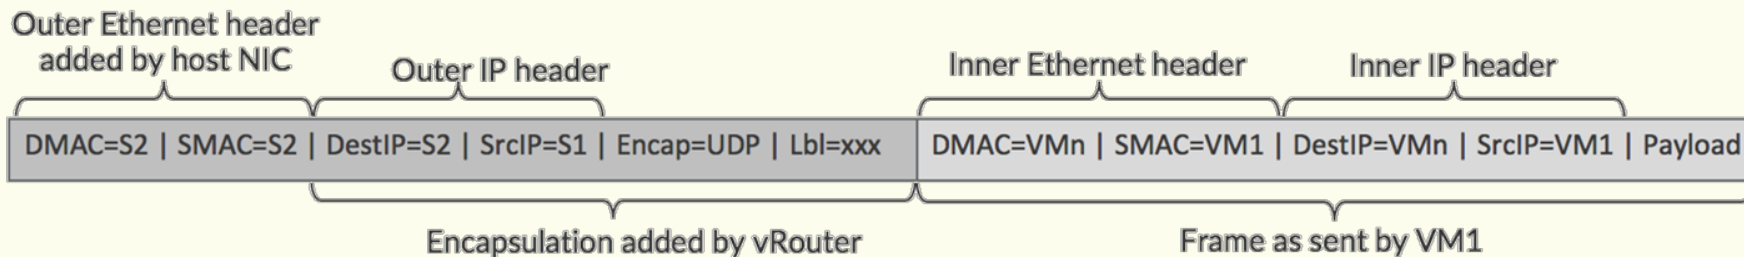 Outer Ethernet header
added by host NIC
Outer IP header
Inner Ethernet header
Inner IP header
DMAC=S2 | SMAC=S2 | DestIP=S2 | SrcIP=S1 | Encap=UDP | Lbl=xxx
DMAC=VMn | SMAC=VM1 | DestIP=VMn | SrcIP=VM1 | Payload
Encapsulation added by vRouter
Frame as sent by VM1